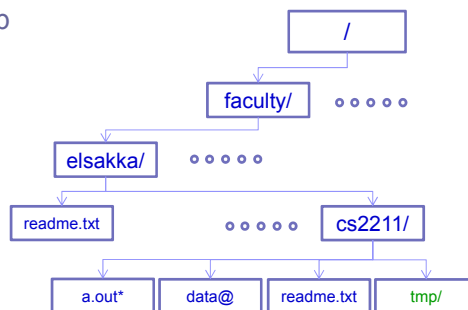 /
faculty/
elsakka/
readme.txt
cs2211/
a.out*
data@
readme.txt
tmp/